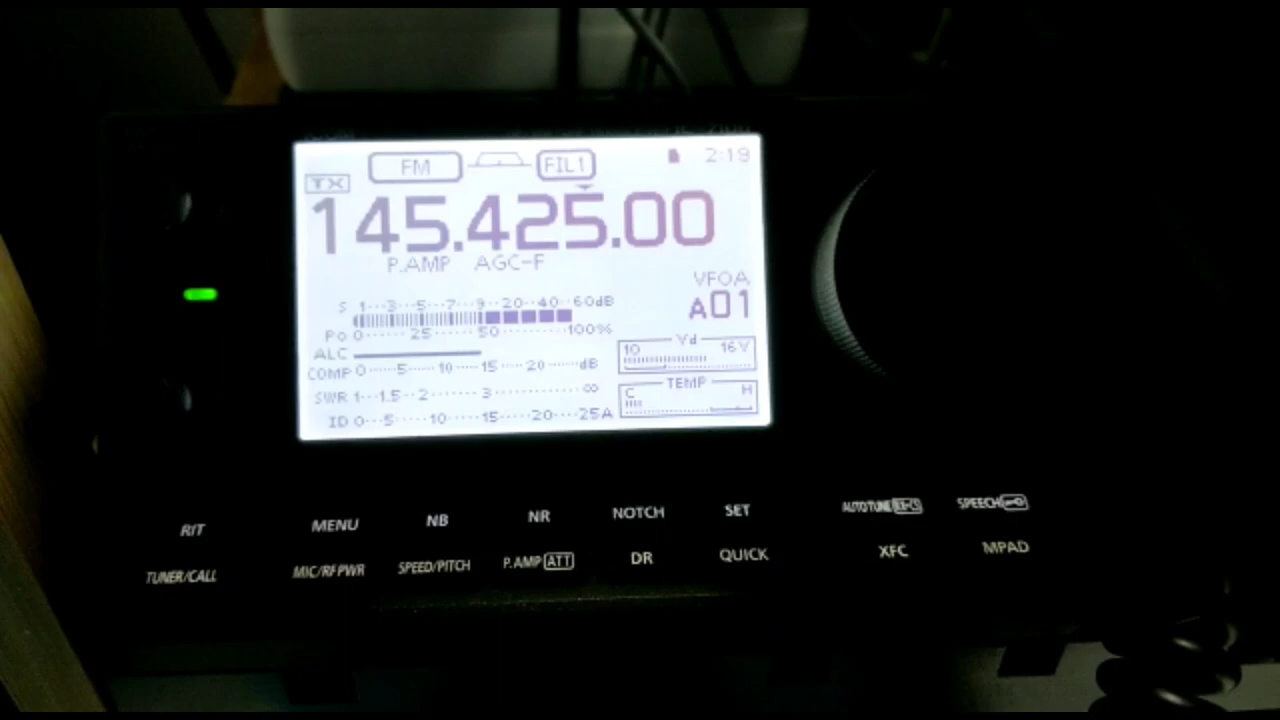 FM FIL1 2:19
TX
145.425.00
P.AMP AGC-F
VFOA
A01
S 1···3···5···7···9··20··40··60dB
Po 0······25······50··········100%
ALC
COMP 0·····5·····10·····15·····20·····dB
SWR 1··1.5··2·······3············∞
ID 0···5·····10·····15·····20····25A
Vd
10 16V
TEMP
C H
RIT MENU NB NR NOTCH SET AUTOTUNE SPEECH
TUNER/CALL MIC/RF PWR SPEED/PITCH P.AMP ATT DR QUICK XFC MPAD